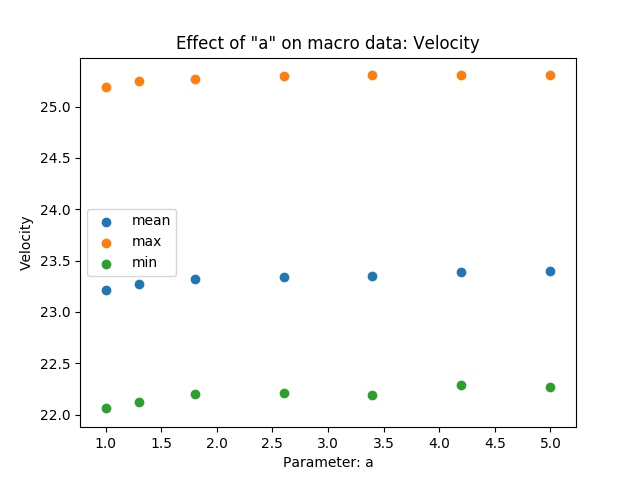 Effect of "a" on macro data: Velocity
25.0
24.5
24.0
23.5
23.0
22.5
22.0
Velocity
mean
max
min
1.0 1.5 2.0 2.5 3.0 3.5 4.0 4.5 5.0
Parameter: a